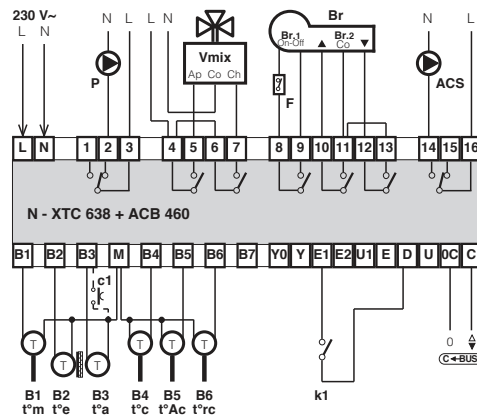 230 V~
L N N L L N Br N L
Vmix
Br.1 Br.2
On-Off ▲ Co ▼
P Ap Co Ch F ACS
L N 1 2 3 4 5 6 7 8 9 10 11 12 13 14 15 16
N - XTC 638 + ACB 460
B1 B2 B3 M B4 B5 B6 B7 Y0 Y E1 E2 U1 E D U 0C C
c1
T T T T T T
0
C◄BUS
B1 B2 B3 B4 B5 B6 k1
t°m t°e t°a t°c t°Ac t°rc